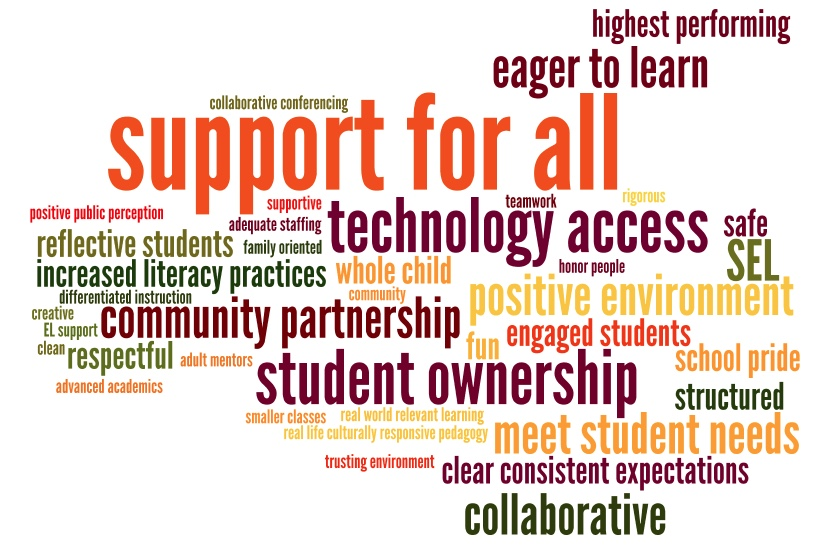 highest performing
eager to learn
collaborative conferencing
support for all
supportive
teamwork
rigorous
positive public perception
adequate staffing
technology access
safe
reflective students
family oriented
SEL
increased literacy practices
whole child
honor people
differentiated instruction
community
positive environment
creative
EL support
community partnership
engaged students
clean
respectful
adult mentors
fun
school pride
advanced academics
student ownership
structured
smaller classes
real world relevant learning
real life culturally responsive pedagogy
meet student needs
trusting environment
clear consistent expectations
collaborative